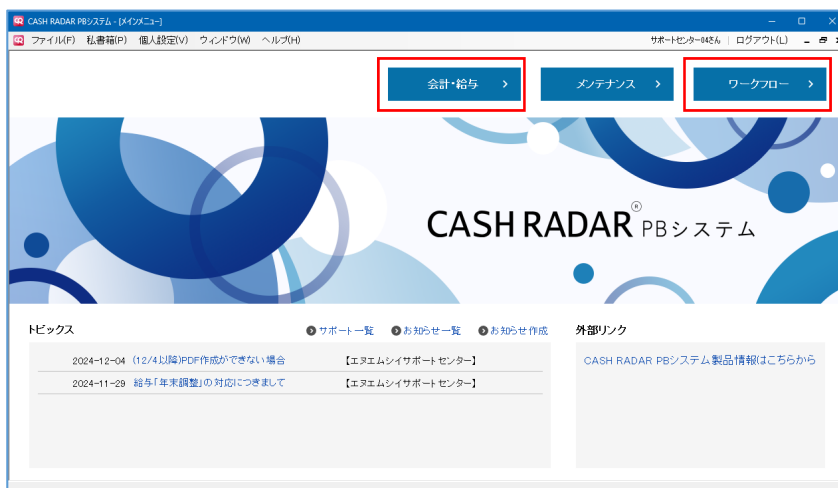 CASH RADAR PBシステム - [メインメニュー]
ファイル(F) 私書箱(P) 個人設定(V) ウィンドウ(W) ヘルプ(H) サポートセンター04さん ログアウト(L)
会計・給与 メンテナンス ワークフロー
CASH RADAR® PBシステム
トピックス サポート一覧 お知らせ一覧 お知らせ作成 外部リンク
2024-12-04 (12/4以降)PDF作成ができない場合 【エヌエムシイサポートセンター】 CASH RADAR PBシステム製品情報はこちらから
2024-11-29 給与「年末調整」の対応につきまして 【エヌエムシイサポートセンター】